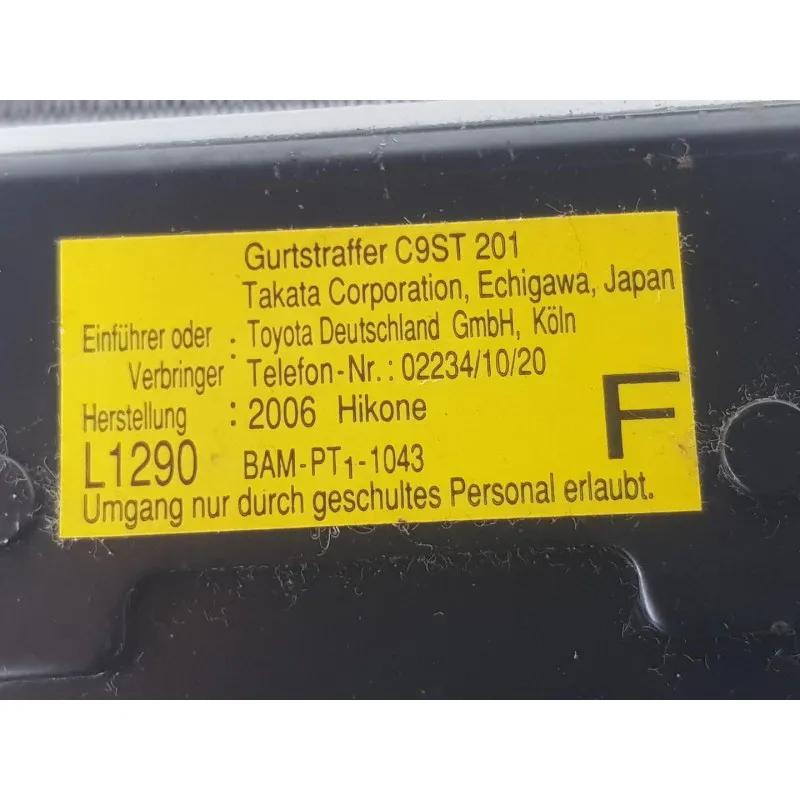 Gurtstraffer C9ST 201
Takata Corporation, Echigawa, Japan
Einführer oder : Toyota Deutschland GmbH, Köln
Verbringer Telefon-Nr.: 02234/10/20
Herstellung : 2006 Hikone
F
L1290 BAM-PT1-1043
Umgang nur durch geschultes Personal erlaubt.